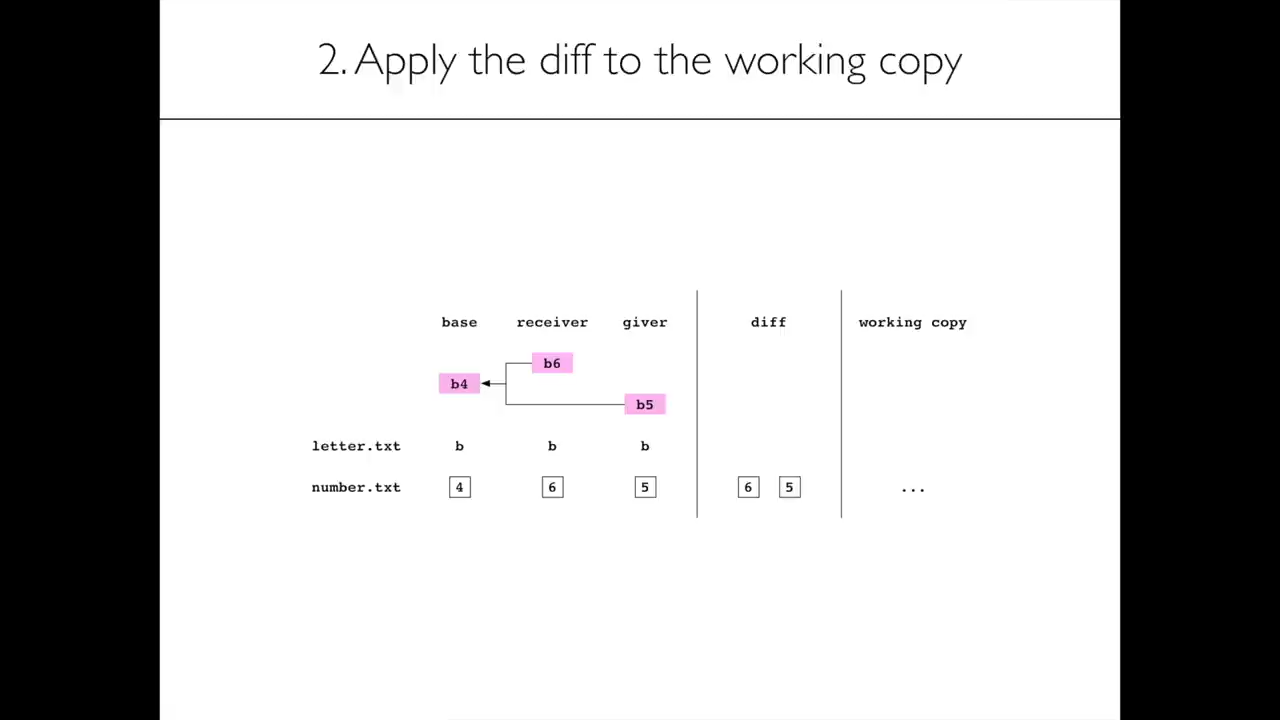 2. Apply the diff to the working copy
base receiver giver diff working copy
b6
b4
b5
letter.txt b b b
number.txt 4 6 5 6 5 ...